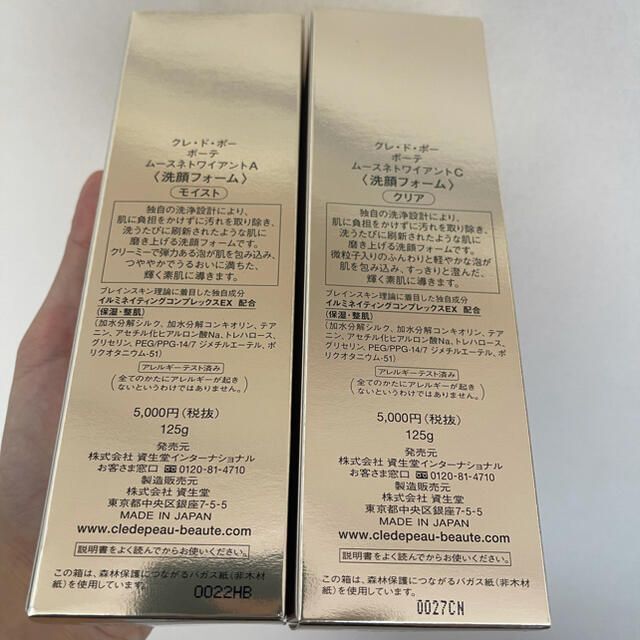 クレ・ド・ポー
ボーテ
ムースネトワイアントA
〈洗顔フォーム〉
モイスト
独自の洗浄設計により、
肌に負担をかけずに汚れを取り除き、
洗うたびに刷新されたような肌に
磨き上げる洗顔フォームです。
クリーミーで弾力ある泡が肌を包み込み、
つややかでうるおいに満ちた、
輝く素肌に導きます。
ブレインスキン理論に着目した独自成分
イルミネイティングコンプレックスEX 配合
(保湿・整肌)
(加水分解シルク、加水分解コンキオリン、テア
ニン、アセチル化ヒアルロン酸Na、トレハロース、
グリセリン、PEG/PPG-14/7 ジメチルエーテル、ポ
リクオタニウム-51)
アレルギーテスト済み
(全てのかたにアレルギーが起き
ないというわけではありません。)
5,000円(税抜)
125g
発売元
株式会社 資生堂インターナショナル
お客さま窓口 0120-81-4710
製造販売元
株式会社 資生堂
東京都中央区銀座7-5-5
MADE IN JAPAN
www.cledepeau-beaute.com
説明書をよく読んでからお使いください。
この箱は、森林保護につながるバガス紙(非木材
紙)を使用しています。
0022HB
クレ・ド・ポー
ボーテ
ムースネトワイアントC
〈洗顔フォーム〉
クリア
独自の洗浄設計により、
肌に負担をかけずに汚れを取り除き、
洗うたびに刷新されたような肌に
磨き上げる洗顔フォームです。
微粒子入りのふんわりと軽やかな泡が
肌を包み込み、すっきりと澄んだ、
輝く素肌に導きます。
ブレインスキン理論に着目した独自成分
イルミネイティングコンプレックスEX 配合
(保湿・整肌)
(加水分解シルク、加水分解コンキオリン、テア
ニン、アセチル化ヒアルロン酸Na、トレハロース、
グリセリン、PEG/PPG-14/7 ジメチルエーテル、ポ
リクオタニウム-51)
アレルギーテスト済み
(全てのかたにアレルギーが起き
ないというわけではありません。)
5,000円(税抜)
125g
発売元
株式会社 資生堂インターナショナル
お客さま窓口 0120-81-4710
製造販売元
株式会社 資生堂
東京都中央区銀座7-5-5
MADE IN JAPAN
www.cledepeau-beaute.com
説明書をよく読んでからお使いください。
この箱は、森林保護につながるバガス紙(非木材
紙)を使用しています。
0027CN